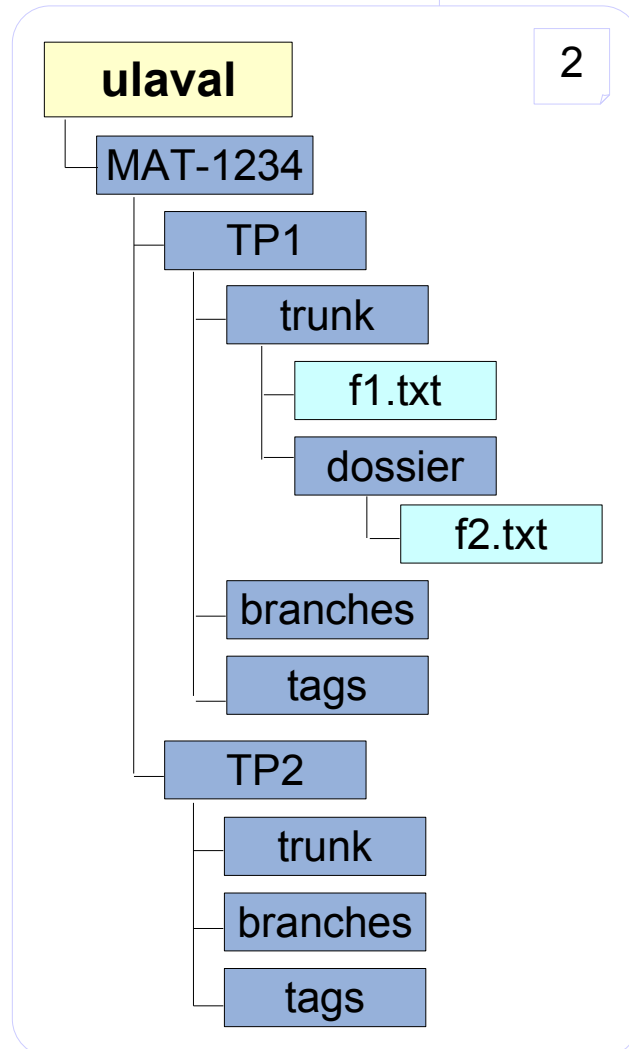 ulaval
2
MAT-1234
TP1
trunk
f1.txt
dossier
f2.txt
branches
tags
TP2
trunk
branches
tags